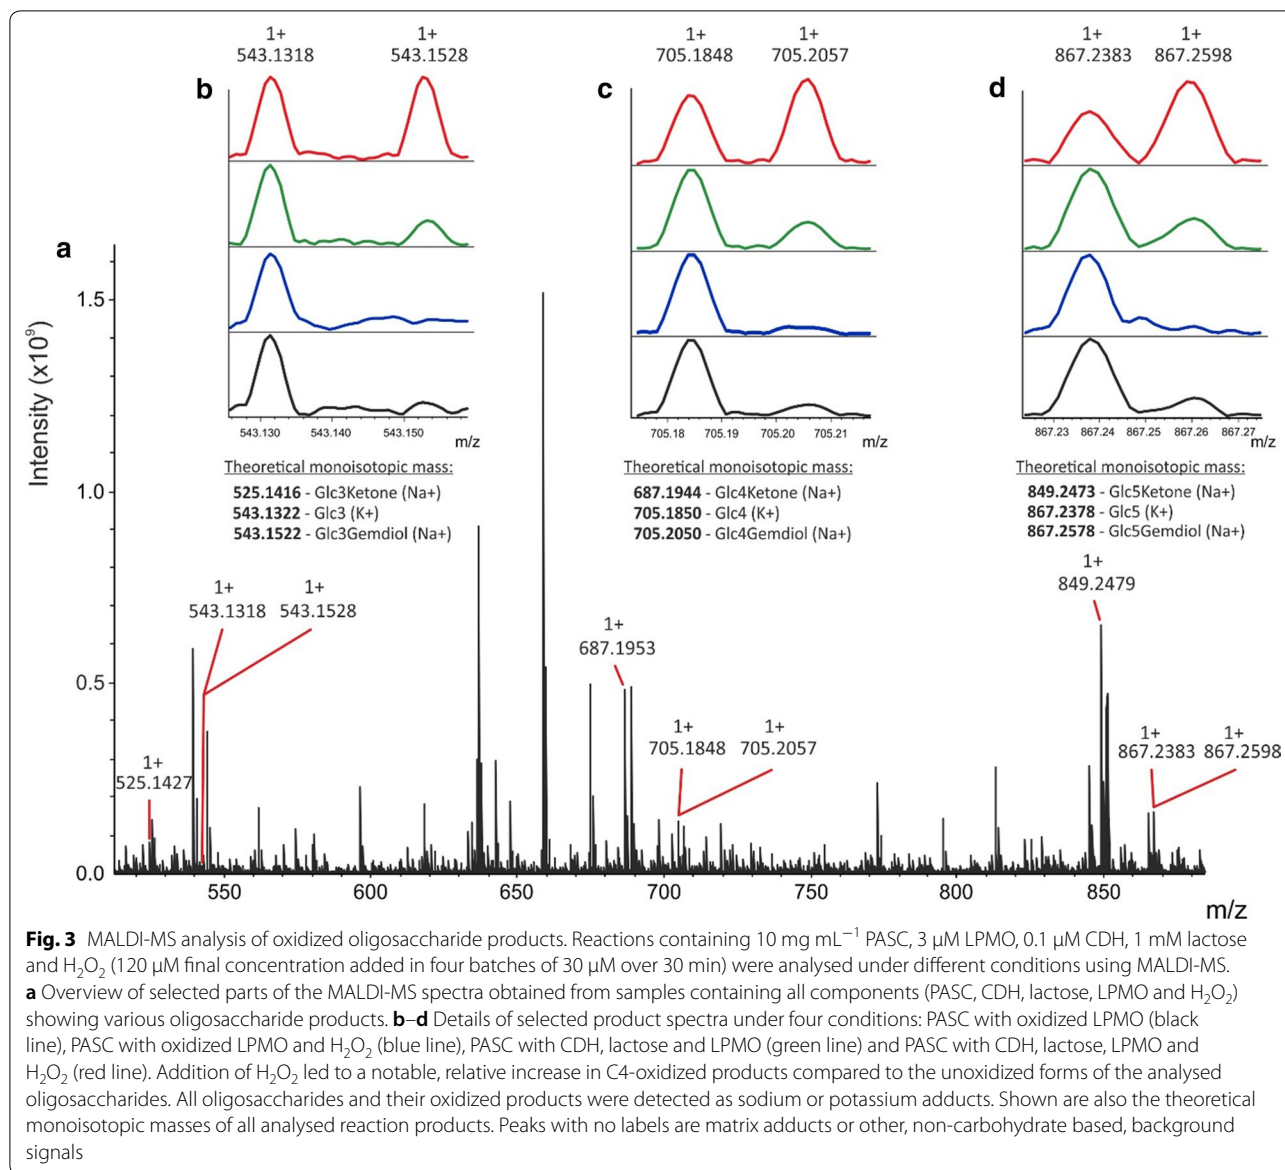 1+
543.1318
1+
543.1528
1+
705.1848
1+
705.2057
1+
867.2383
1+
867.2598
b
c
d
a
543.130 543.140 543.150 m/z
705.18 705.19 705.20 705.21 m/z
867.23 867.24 867.25 867.26 867.27 m/z
Theoretical monoisotopic mass:
525.1416 - Glc3Ketone (Na+)
543.1322 - Glc3 (K+)
543.1522 - Glc3Gemdiol (Na+)
Theoretical monoisotopic mass:
687.1944 - Glc4Ketone (Na+)
705.1850 - Glc4 (K+)
705.2050 - Glc4Gemdiol (Na+)
Theoretical monoisotopic mass:
849.2473 - Glc5Ketone (Na+)
867.2378 - Glc5 (K+)
867.2578 - Glc5Gemdiol (Na+)
Intensity (x10⁹)
1.5
1.0
0.5
0.0
1+
525.1427
1+
543.1318
1+
543.1528
1+
687.1953
1+
705.1848
1+
705.2057
1+
849.2479
1+
867.2383
1+
867.2598
550 600 650 700 750 800 850
m/z
Fig. 3 MALDI-MS analysis of oxidized oligosaccharide products. Reactions containing 10 mg mL⁻¹ PASC, 3 μM LPMO, 0.1 μM CDH, 1 mM lactose
and H₂O₂ (120 μM final concentration added in four batches of 30 μM over 30 min) were analysed under different conditions using MALDI-MS.
a Overview of selected parts of the MALDI-MS spectra obtained from samples containing all components (PASC, CDH, lactose, LPMO and H₂O₂)
showing various oligosaccharide products. b–d Details of selected product spectra under four conditions: PASC with oxidized LPMO (black
line), PASC with oxidized LPMO and H₂O₂ (blue line), PASC with CDH, lactose and LPMO (green line) and PASC with CDH, lactose, LPMO and
H₂O₂ (red line). Addition of H₂O₂ led to a notable, relative increase in C4-oxidized products compared to the unoxidized forms of the analysed
oligosaccharides. All oligosaccharides and their oxidized products were detected as sodium or potassium adducts. Shown are also the theoretical
monoisotopic masses of all analysed reaction products. Peaks with no labels are matrix adducts or other, non-carbohydrate based, background
signals